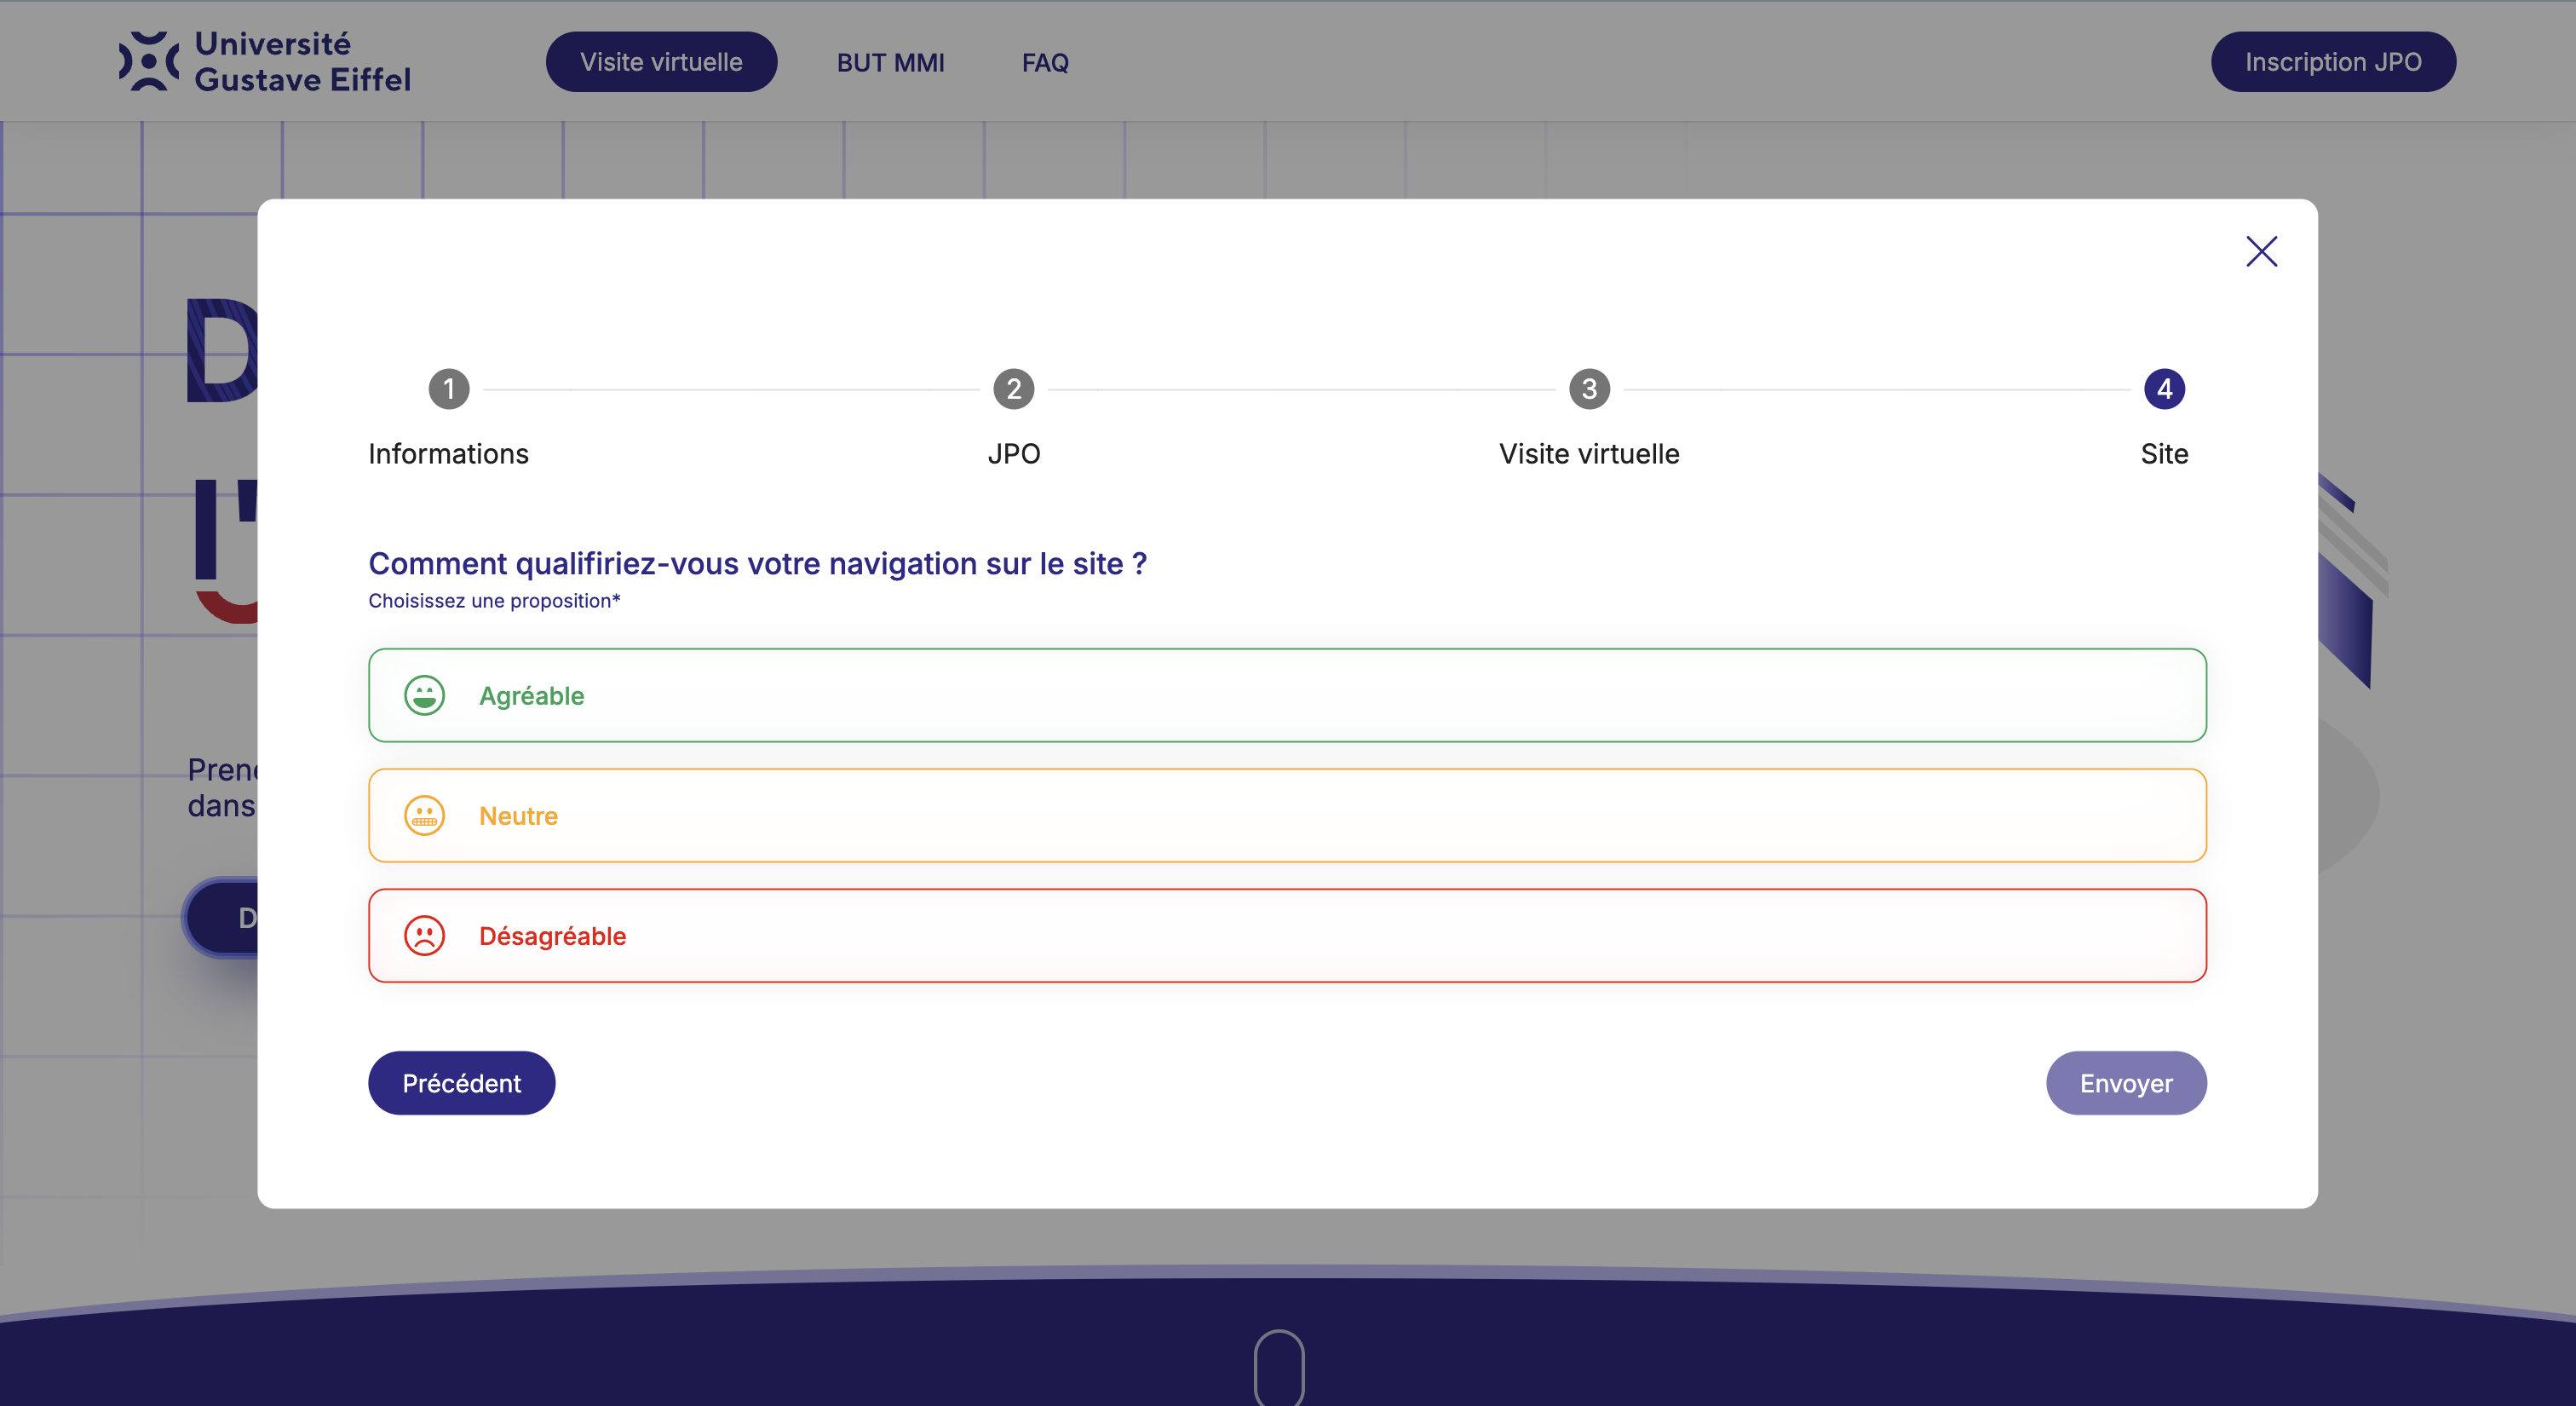 Université
Gustave Eiffel
Visite virtuelle
BUT MMI
FAQ
Inscription JPO
1
2
3
4
Informations
JPO
Visite virtuelle
Site
Comment qualifiriez-vous votre navigation sur le site ?
Choisissez une proposition*
Agréable
Neutre
Désagréable
dans
Précédent
Envoyer